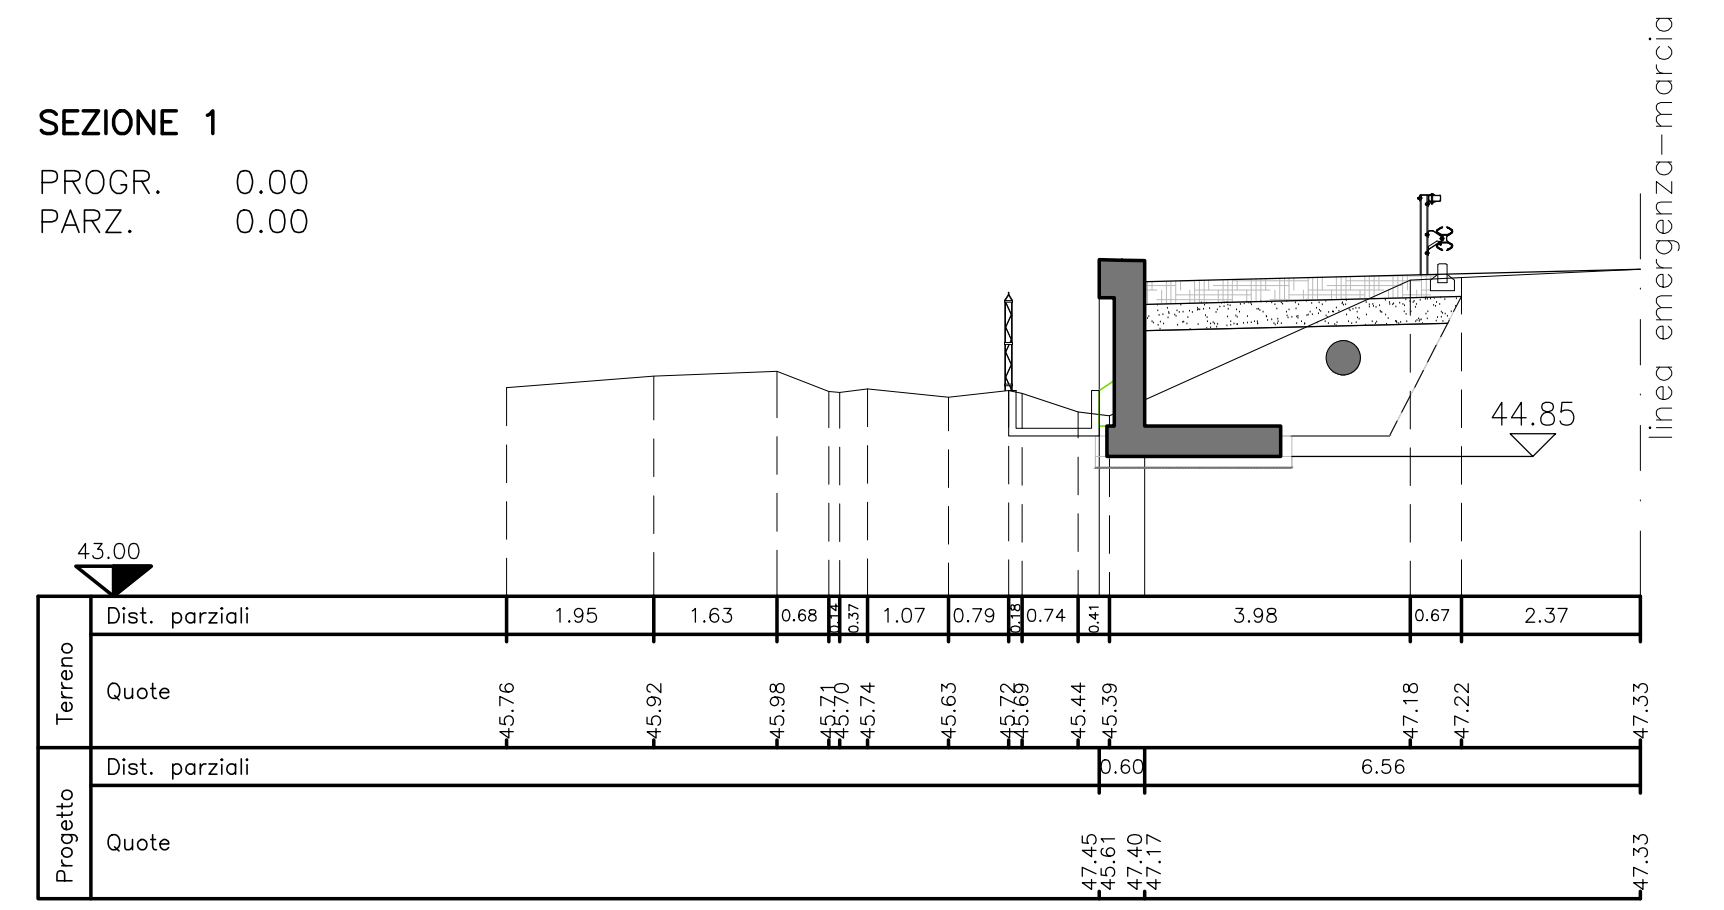 linea emergenza-marcia
SEZIONE 1
PROGR. 0.00
PARZ. 0.00
44.85
43.00
Terreno
Dist. parziali 1.95 1.63 0.68 0.14 0.37 1.07 0.79 0.18 0.74 0.41 3.98 0.67 2.37
Quote 45.76 45.92 45.98 45.71 45.70 45.74 45.63 45.72 45.69 45.44 45.39 47.18 47.22 47.33
Progetto
Dist. parziali 0.60 6.56
Quote 47.45 45.61 47.40 47.17 47.33